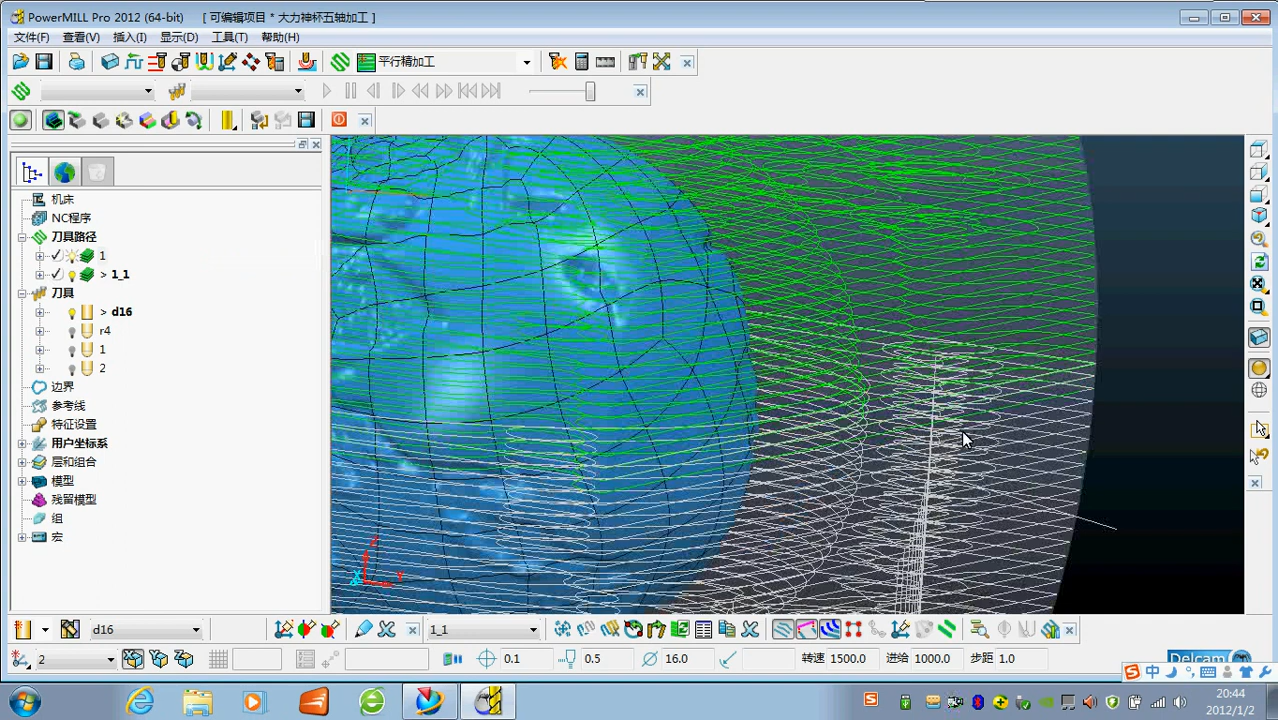 PowerMILL Pro 2012 (64-bit) [ 可编辑项目 * 大力神杯五轴加工 ]
文件(F) 查看(V) 插入(I) 显示(D) 工具(T) 帮助(H)
平行精加工
机床
NC程序
刀具路径
1
> 1_1
刀具
> d16
r4
1
2
边界
参考线
特征设置
用户坐标系
层和组合
模型
残留模型
组
宏
Z
X Y
d16 1_1
2 0.1 0.5 16.0 转速 1500.0 进给 1000.0 步距 1.0
Delcam
中
20:44
2012/1/2